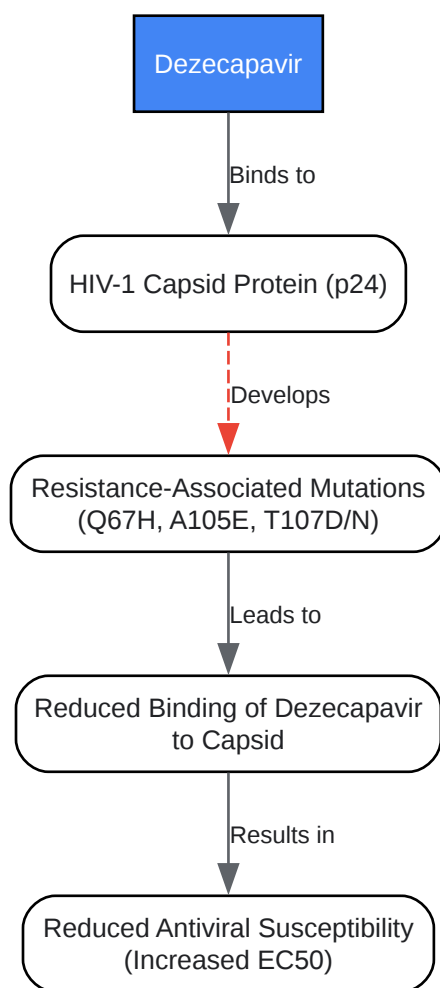 Dezecapavir
Binds to
HIV-1 Capsid Protein (p24)
Develops
Resistance-Associated Mutations
(Q67H, A105E, T107D/N)
Leads to
Reduced Binding of Dezecapavir
to Capsid
Results in
Reduced Antiviral Susceptibility
(Increased EC50)